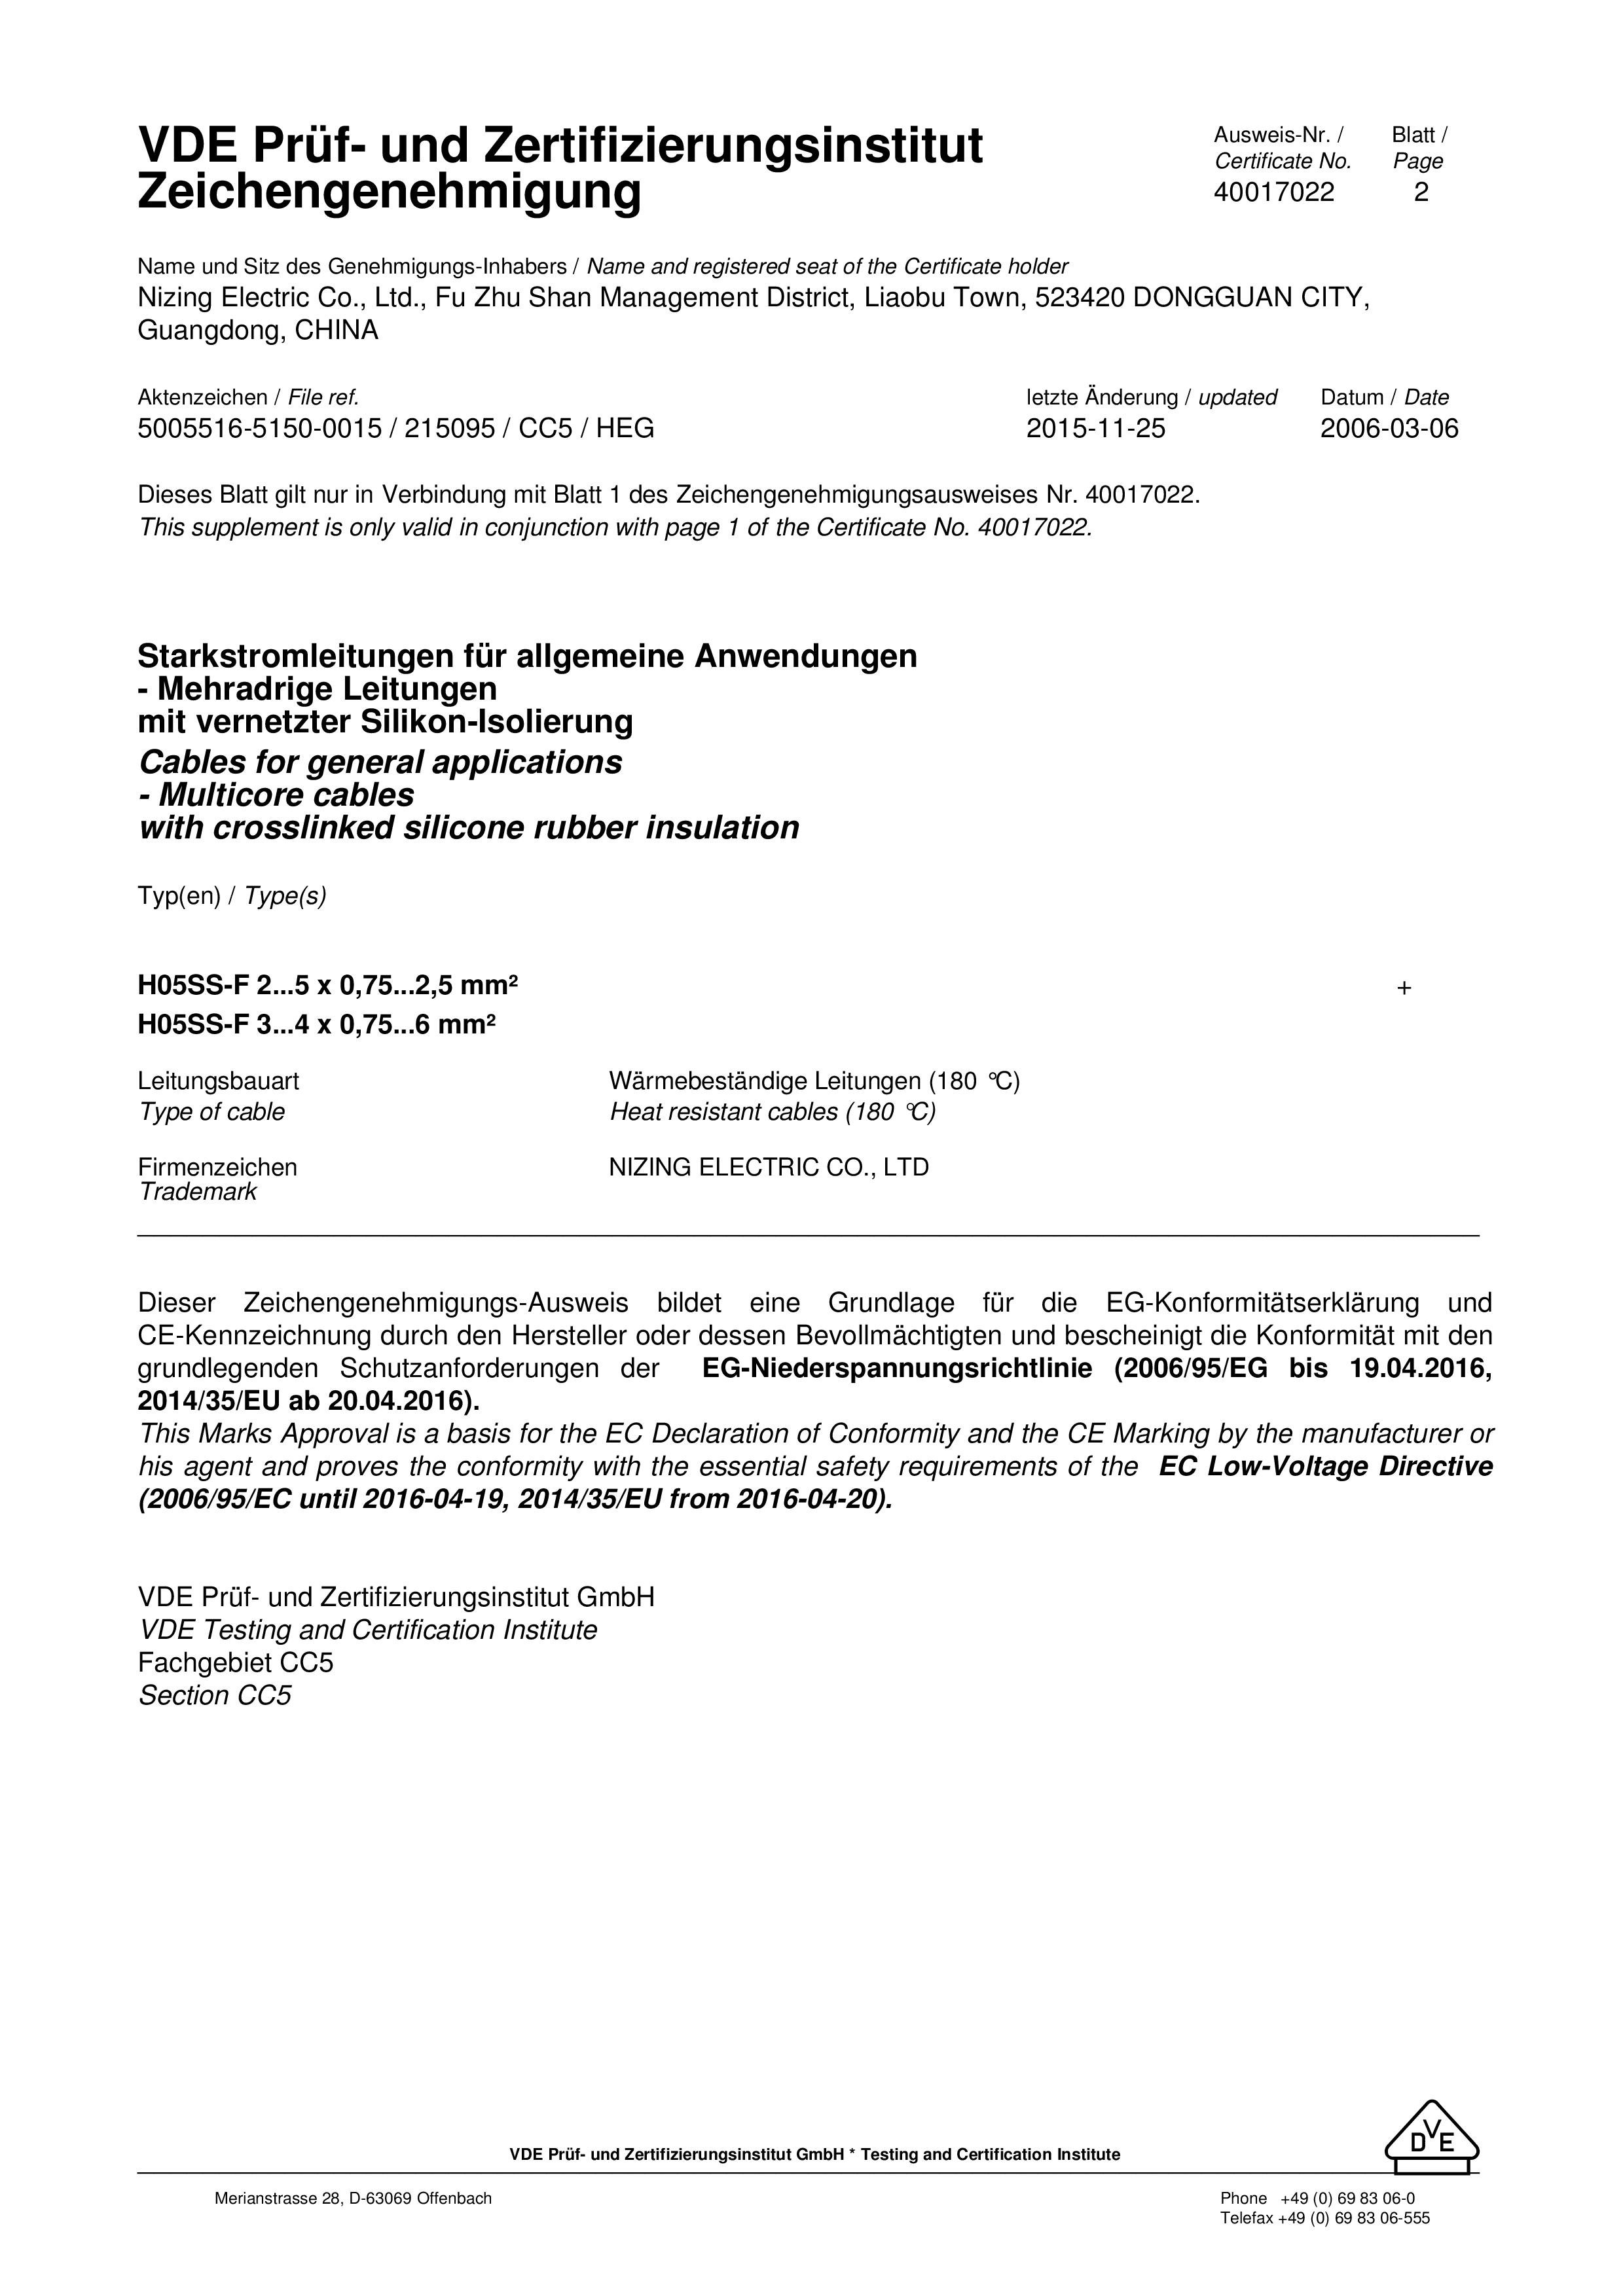 VDE Prüf- und Zertifizierungsinstitut
Zeichengenehmigung
Ausweis-Nr. / Blatt /
Certificate No. Page
40017022 2
Name und Sitz des Genehmigungs-Inhabers / Name and registered seat of the Certificate holder
Nizing Electric Co., Ltd., Fu Zhu Shan Management District, Liaobu Town, 523420 DONGGUAN CITY,
Guangdong, CHINA
Aktenzeichen / File ref. letzte Änderung / updated Datum / Date
5005516-5150-0015 / 215095 / CC5 / HEG 2015-11-25 2006-03-06
Dieses Blatt gilt nur in Verbindung mit Blatt 1 des Zeichengenehmigungsausweises Nr. 40017022.
This supplement is only valid in conjunction with page 1 of the Certificate No. 40017022.
Starkstromleitungen für allgemeine Anwendungen
- Mehradrige Leitungen
mit vernetzter Silikon-Isolierung
Cables for general applications
- Multicore cables
with crosslinked silicone rubber insulation
Typ(en) / Type(s)
H05SS-F 2...5 x 0,75...2,5 mm² +
H05SS-F 3...4 x 0,75...6 mm²
Leitungsbauart Wärmebeständige Leitungen (180 °C)
Type of cable Heat resistant cables (180 °C)
Firmenzeichen NIZING ELECTRIC CO., LTD
Trademark
Dieser Zeichengenehmigungs-Ausweis bildet eine Grundlage für die EG-Konformitätserklärung und
CE-Kennzeichnung durch den Hersteller oder dessen Bevollmächtigten und bescheinigt die Konformität mit den
grundlegenden Schutzanforderungen der EG-Niederspannungsrichtlinie (2006/95/EG bis 19.04.2016,
2014/35/EU ab 20.04.2016).
This Marks Approval is a basis for the EC Declaration of Conformity and the CE Marking by the manufacturer or
his agent and proves the conformity with the essential safety requirements of the EC Low-Voltage Directive
(2006/95/EC until 2016-04-19, 2014/35/EU from 2016-04-20).
VDE Prüf- und Zertifizierungsinstitut GmbH
VDE Testing and Certification Institute
Fachgebiet CC5
Section CC5
DVE
VDE Prüf- und Zertifizierungsinstitut GmbH * Testing and Certification Institute
Merianstrasse 28, D-63069 Offenbach Phone +49 (0) 69 83 06-0
Telefax +49 (0) 69 83 06-555